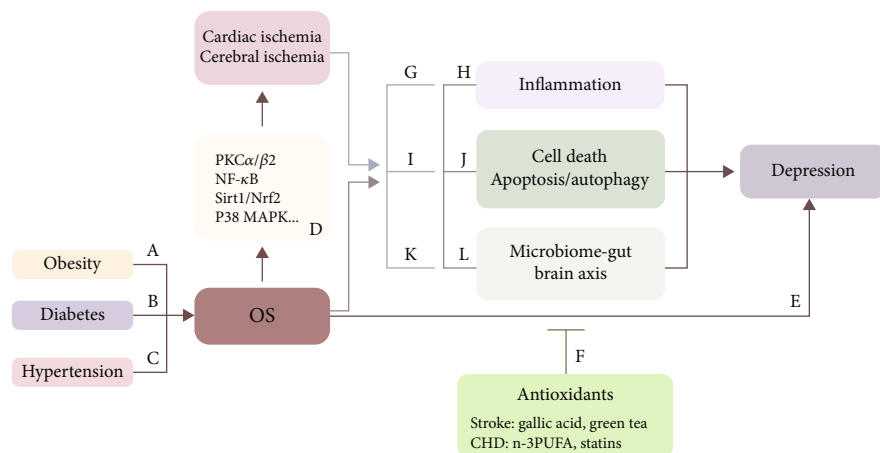 Cardiac ischemia
Cerebral ischemia
G
H
Inflammation
PKCα/β2
NF-κB
Sirt1/Nrf2
P38 MAPK...
D
I
J
Cell death
Apoptosis/autophagy
Depression
A
Obesity
K
L
Microbiome-gut
brain axis
B
Diabetes
OS
E
C
Hypertension
F
Antioxidants
Stroke: gallic acid, green tea
CHD: n-3PUFA, statins